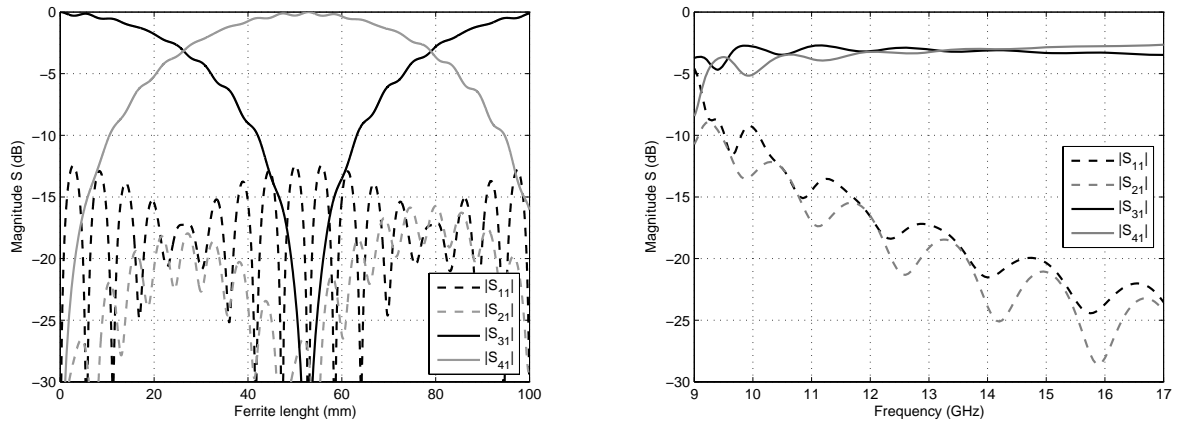 0
−5
−10
−15
−20
−25
−30
Magnitude S (dB)
0 20 40 60 80 100
Ferrite lenght (mm)
|S11|
|S21|
|S31|
|S41|
0
−5
−10
−15
−20
−25
−30
Magnitude S (dB)
9 10 11 12 13 14 15 16 17
Frequency (GHz)
|S11|
|S21|
|S31|
|S41|